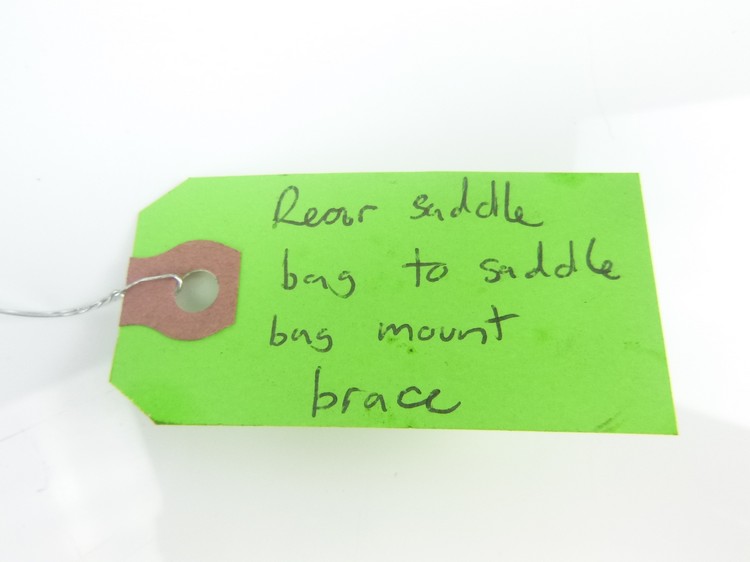 Rear saddle
bag to saddle
bag mount
brace